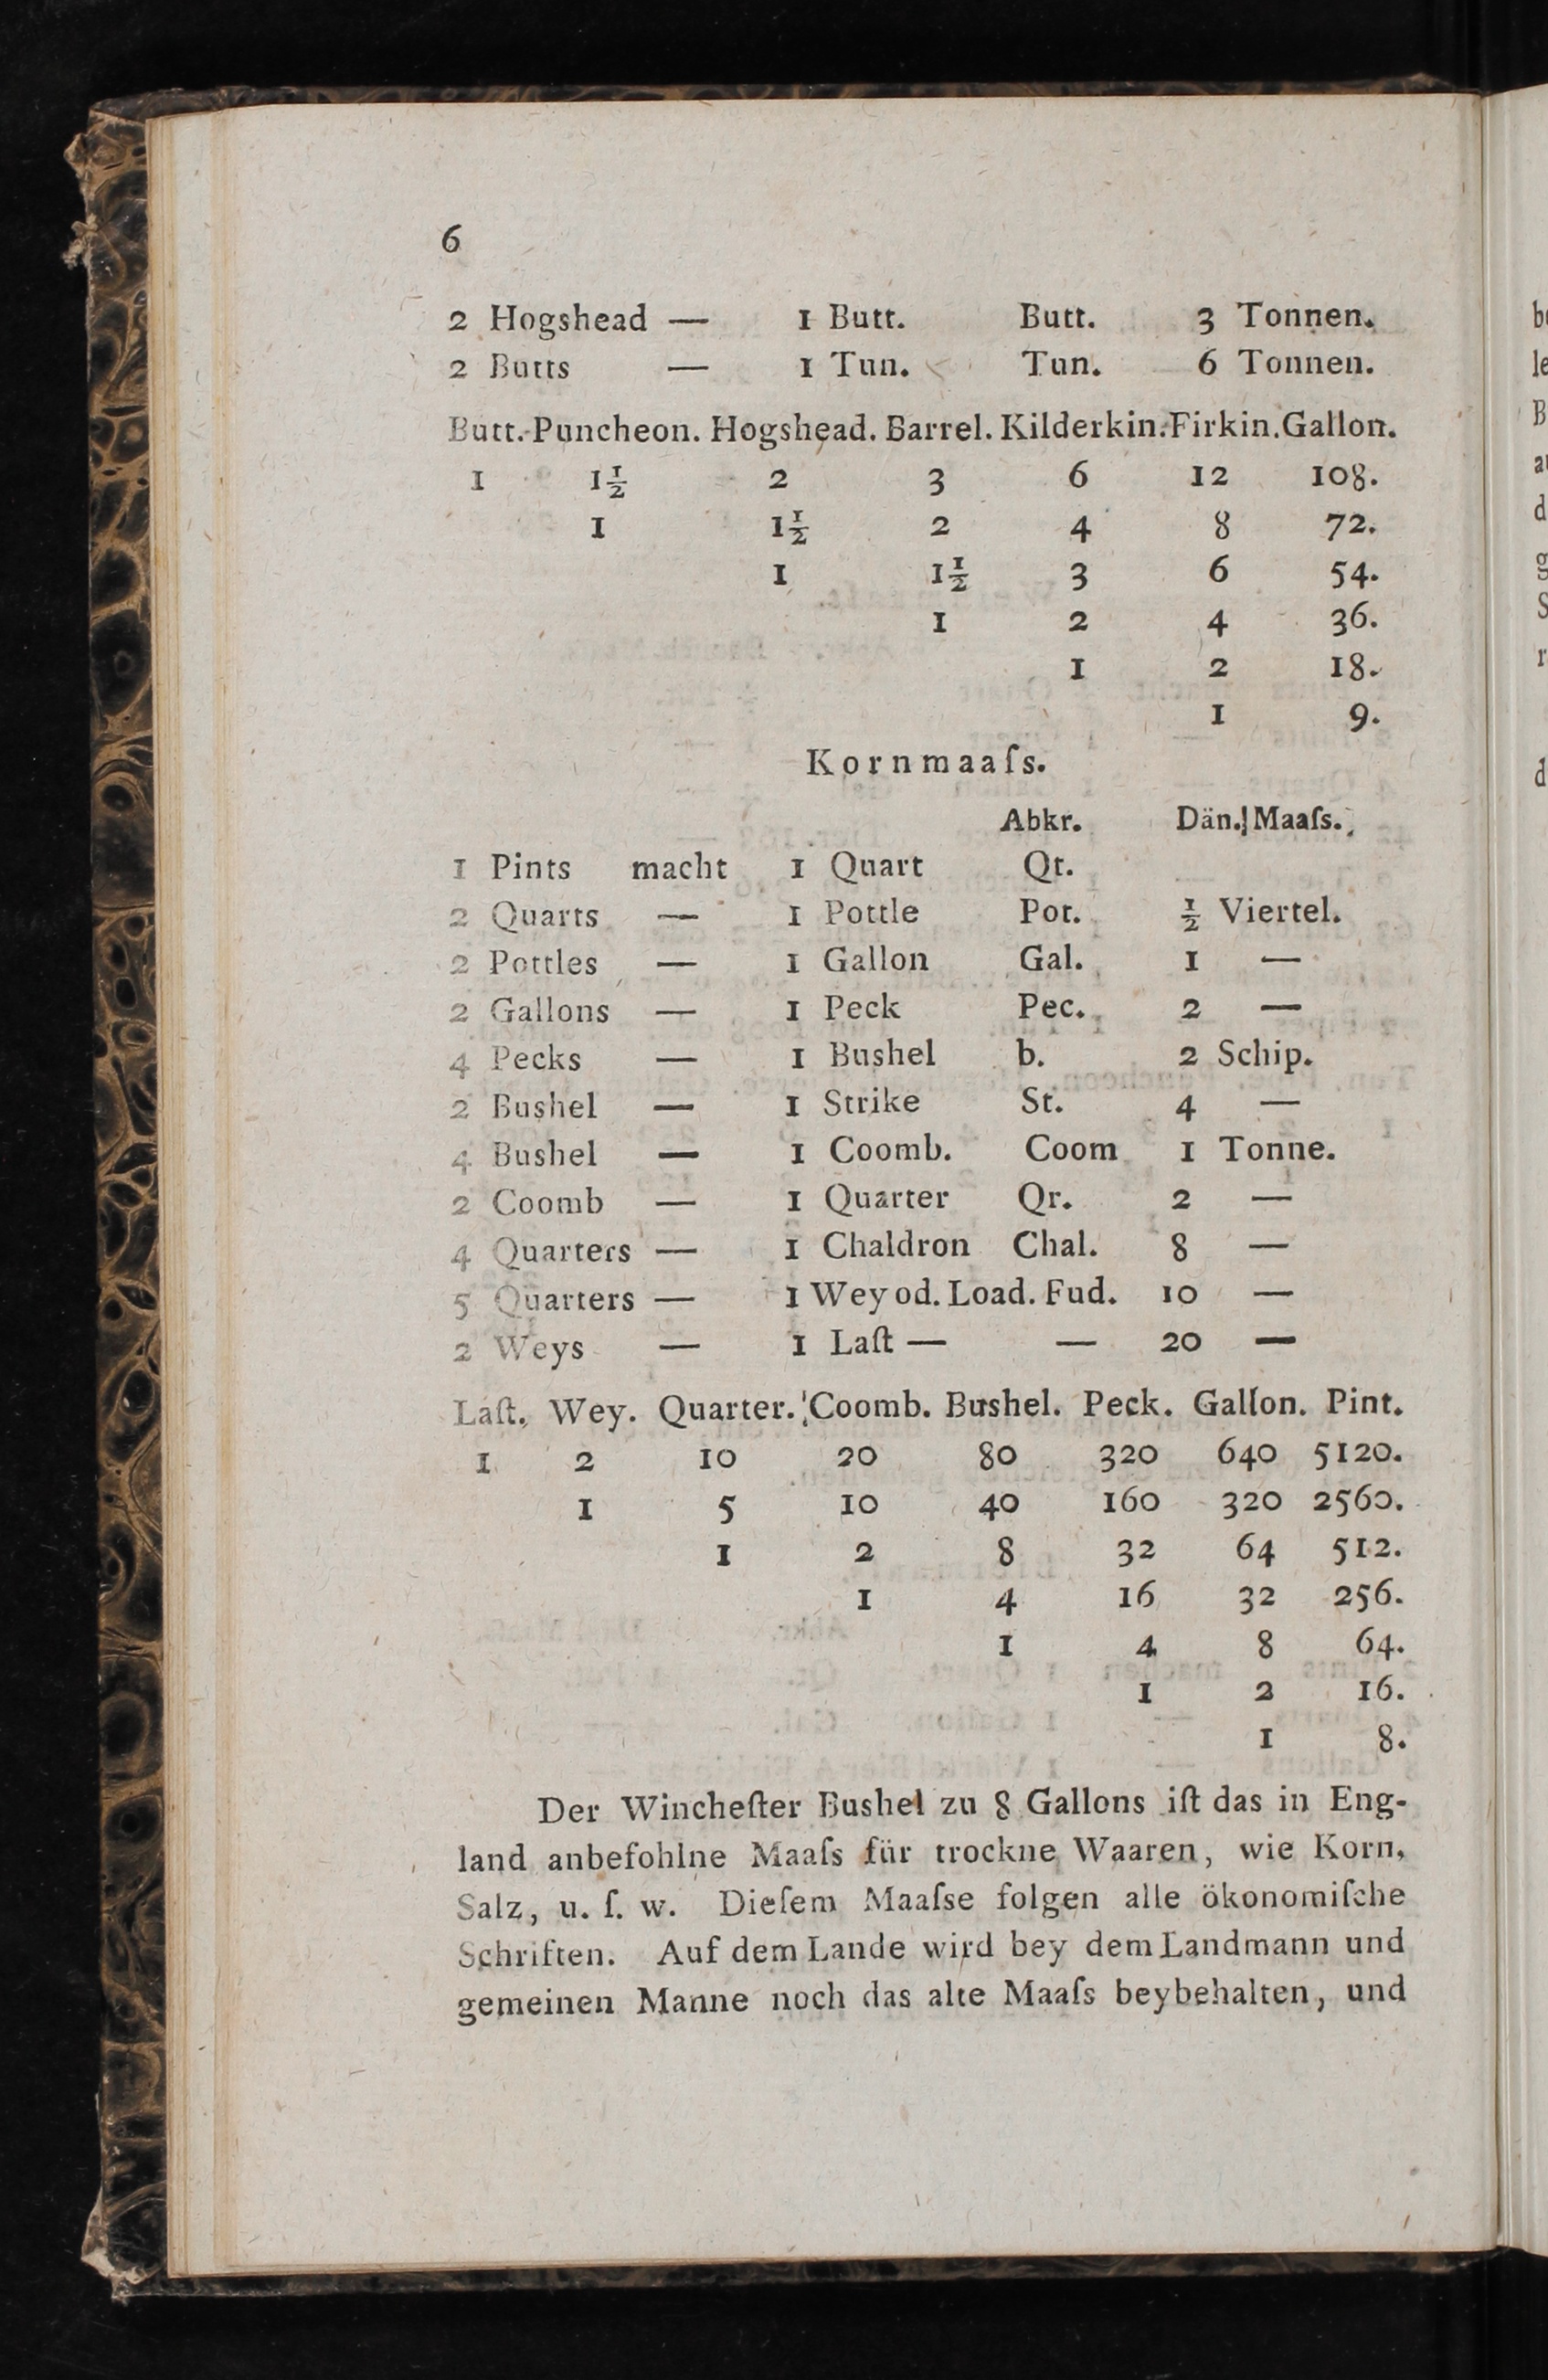 6
2 Hogshead — 1 Butt. Butt. 3 Tonnen.
2 Butts — 1 Tun. Tun. 6 Tonnen.
Butt. Puncheon. Hogshead. Barrel. Kilderkin. Firkin. Gallon.
1 1½ 2 3 6 12 108.
1 1½ 2 4 8 72.
1 1½ 3 6 54.
1 2 4 36.
1 2 18.
1 9.
Kornmaaſs.
Abkr. Dän. Maaſs.
1 Pints macht 1 Quart Qt.
2 Quarts — 1 Pottle Pot. ½ Viertel.
2 Pottles — 1 Gallon Gal. 1 —
2 Gallons — 1 Peck Pec. 2 —
4 Pecks — 1 Bushel b. 2 Schip.
2 Bushel — 1 Strike St. 4 —
4 Bushel — 1 Coomb. Coom 1 Tonne.
2 Coomb — 1 Quarter Qr. 2 —
4 Quarters — 1 Chaldron Chal. 8 —
5 Quarters — 1 Wey od. Load. Fud. 10 —
2 Weys — 1 Laſt — — 20 —
Laſt. Wey. Quarter. Coomb. Bushel. Peck. Gallon. Pint.
1 2 10 20 80 320 640 5120.
1 5 10 40 160 320 2560.
1 2 8 32 64 512.
1 4 16 32 256.
1 4 8 64.
1 2 16.
1 8.
Der Wincheſter Bushel zu 8 Gallons iſt das in Eng-
land anbefohlne Maaſs für trockne Waaren, wie Korn,
Salz, u. ſ. w. Dieſem Maaſse folgen alle ökonomiſche
Schriften. Auf dem Lande wird bey dem Landmann und
gemeinen Manne noch das alte Maaſs beybehalten, und